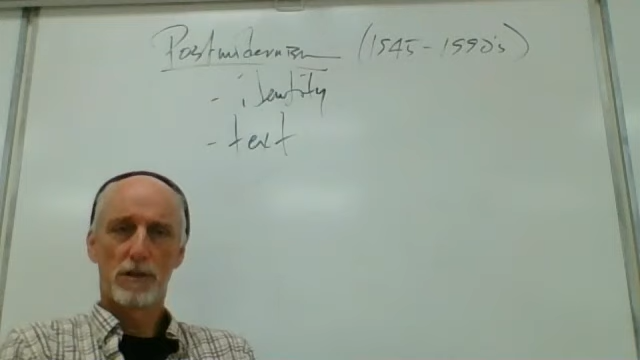 Postmodernism (1945 - 1990's)
- identity
- text